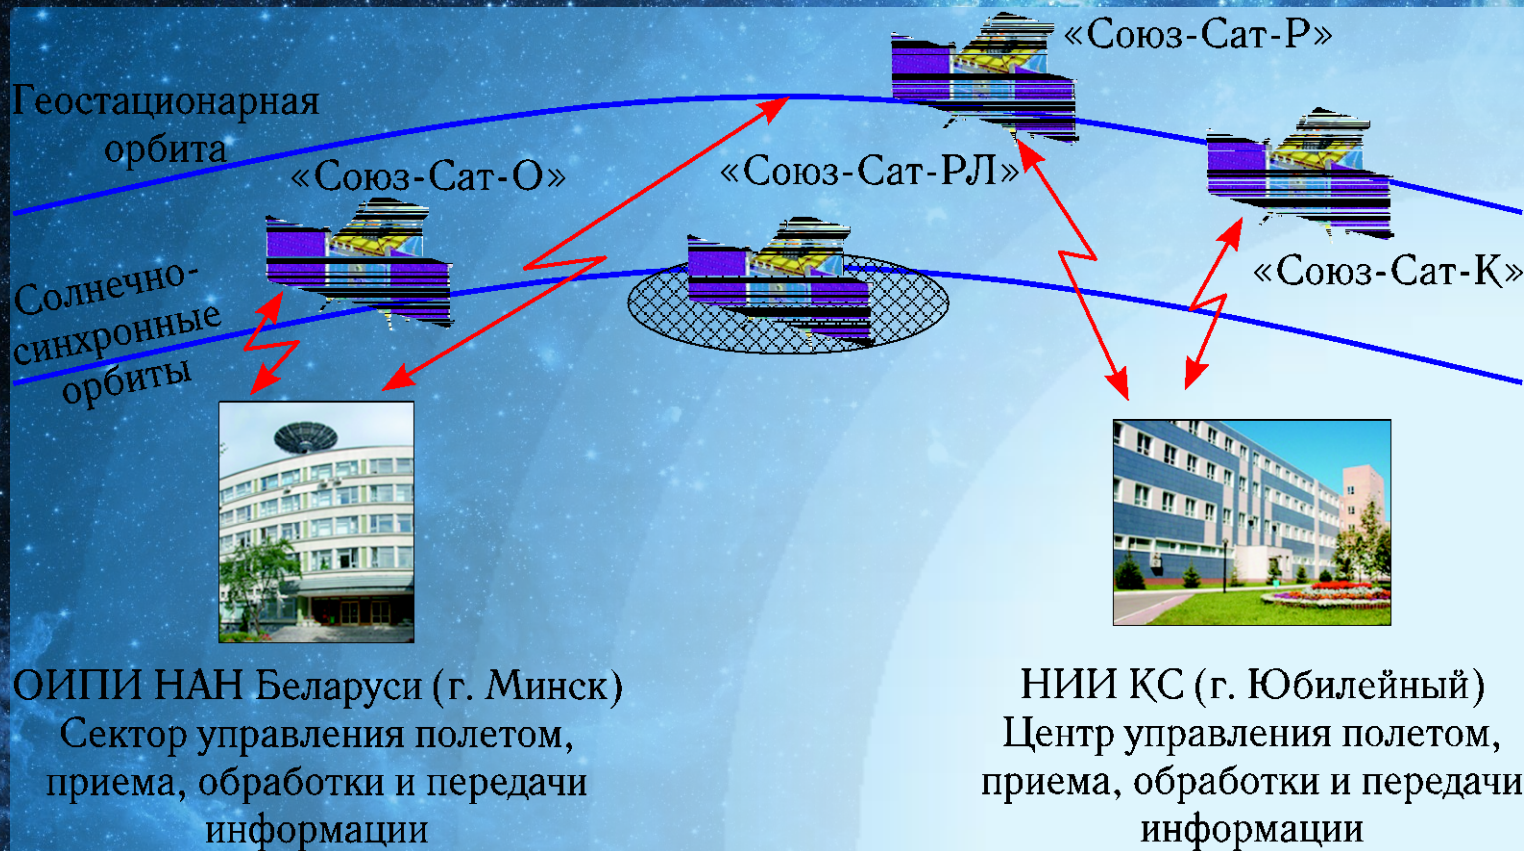 «Союз-Сат-Р»
Геостационарная
орбита
«Союз-Сат-О»
«Союз-Сат-РЛ»
«Союз-Сат-К»
Солнечно-
синхронные
орбиты
ОИПИ НАН Беларуси (г. Минск)
Сектор управления полетом,
приема, обработки и передачи
информации
НИИ КС (г. Юбилейный)
Центр управления полетом,
приема, обработки и передачи
информации